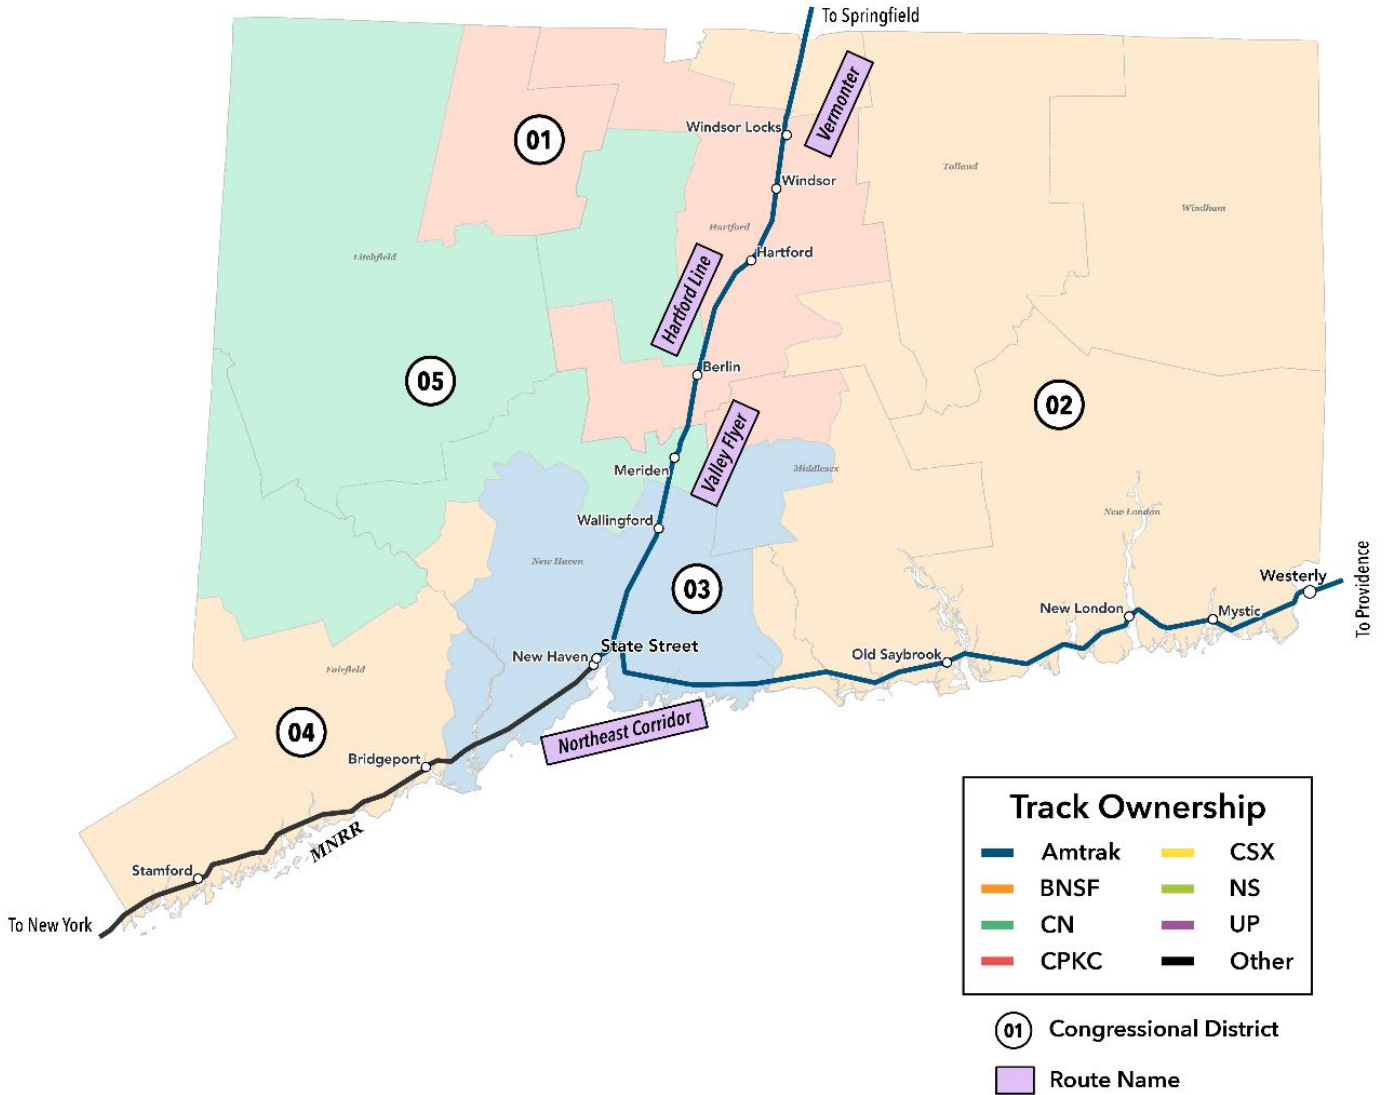 To Springfield
Vermonter
Windsor Locks
01
Windsor
Tolland
Windham
Hartford
Hartford
Litchfield
Hartford Line
Berlin
05
02
Valley Flyer
Meriden
Middlesex
Wallingford
New London
New Haven
03
Westerly
To Providence
New London
Mystic
State Street
New Haven
Old Saybrook
Fairfield
04
Northeast Corridor
Bridgeport
MNRR
Stamford
To New York
Track Ownership
Amtrak CSX
BNSF NS
CN UP
CPKC Other
01 Congressional District
Route Name